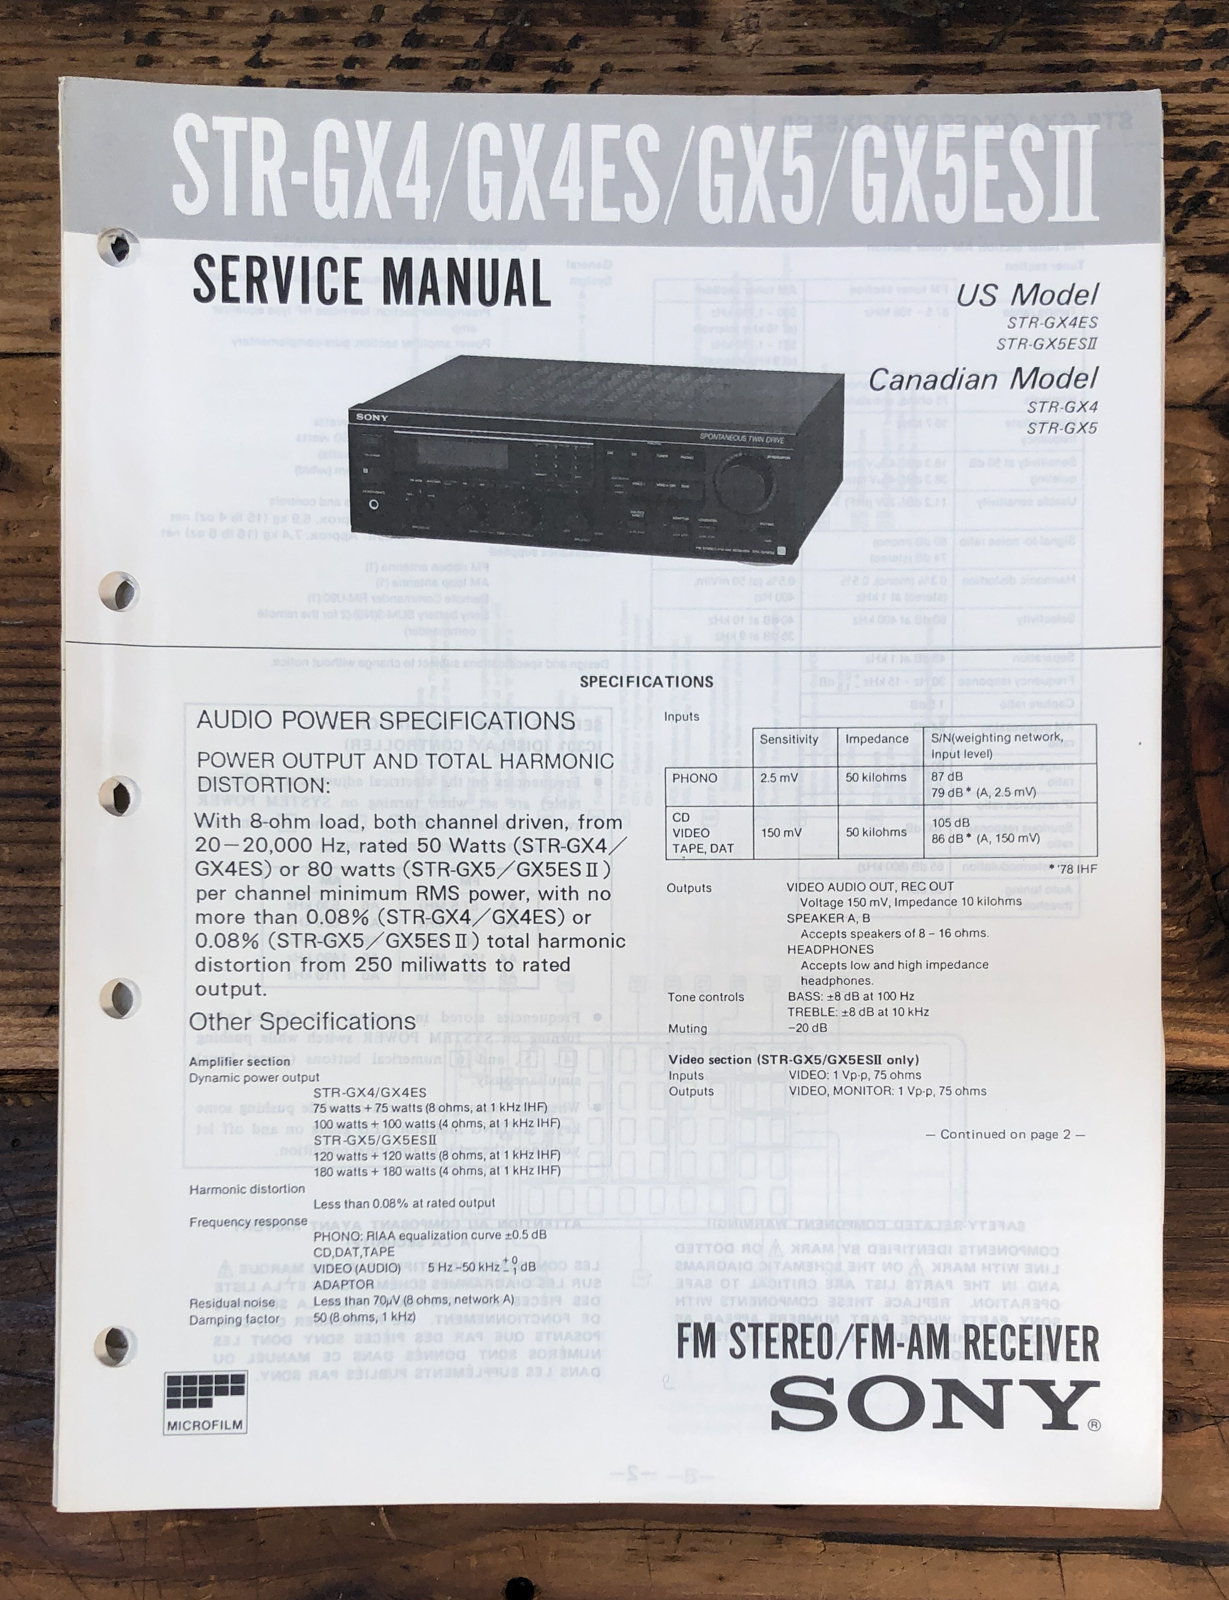 STR-GX4/GX4ES/GX5/GX5ESII
SERVICE MANUAL
US Model
STR-GX4ES
STR-GX5ESII
Canadian Model
STR-GX4
STR-GX5
SONY
SPONTANEOUS TWIN DRIVE
SPECIFICATIONS
AUDIO POWER SPECIFICATIONS
POWER OUTPUT AND TOTAL HARMONIC
DISTORTION:
With 8-ohm load, both channel driven, from
20—20,000 Hz, rated 50 Watts (STR-GX4/
GX4ES) or 80 watts (STR-GX5/GX5ESII)
per channel minimum RMS power, with no
more than 0.08% (STR-GX4/GX4ES) or
0.08% (STR-GX5/GX5ESII) total harmonic
distortion from 250 miliwatts to rated
output.
Other Specifications
Amplifier section
Dynamic power output
STR-GX4/GX4ES
75 watts + 75 watts (8 ohms, at 1 kHz IHF)
100 watts + 100 watts (4 ohms, at 1 kHz IHF)
STR-GX5/GX5ESII
120 watts + 120 watts (8 ohms, at 1 kHz IHF)
180 watts + 180 watts (4 ohms, at 1 kHz IHF)
Harmonic distortion
Less than 0.08% at rated output
Frequency response
PHONO: RIAA equalization curve ±0.5 dB
CD,DAT,TAPE
VIDEO (AUDIO) 5 Hz–50 kHz +0 −1 dB
ADAPTOR
Residual noise Less than 70μV (8 ohms, network A)
Damping factor 50 (8 ohms, 1 kHz)
MICROFILM
Inputs
Sensitivity Impedance S/N(weighting network,
input level)
PHONO 2.5 mV 50 kilohms 87 dB
79 dB* (A, 2.5 mV)
CD
VIDEO
TAPE, DAT 150 mV 50 kilohms 105 dB
86 dB* (A, 150 mV)
*'78 IHF
Outputs VIDEO AUDIO OUT, REC OUT
Voltage 150 mV, Impedance 10 kilohms
SPEAKER A, B
Accepts speakers of 8 – 16 ohms.
HEADPHONES
Accepts low and high impedance
headphones.
Tone controls BASS: ±8 dB at 100 Hz
TREBLE: ±8 dB at 10 kHz
Muting −20 dB
Video section (STR-GX5/GX5ESII only)
Inputs VIDEO: 1 Vp-p, 75 ohms
Outputs VIDEO, MONITOR: 1 Vp-p, 75 ohms
— Continued on page 2 —
FM STEREO/FM-AM RECEIVER
SONY®